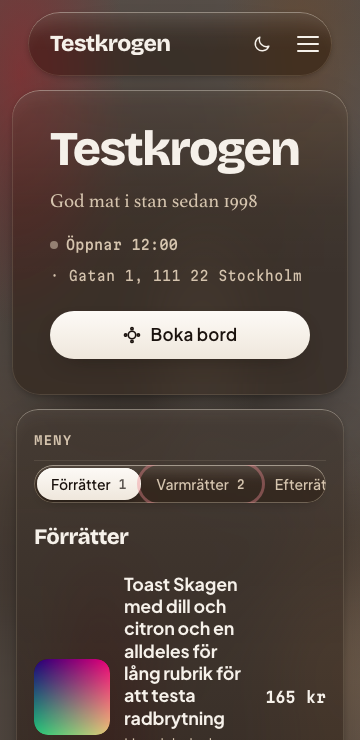 Testkrogen
Testkrogen
God mat i stan sedan 1998
Öppnar 12:00
· Gatan 1, 111 22 Stockholm
Boka bord
MENY
Förrätter 1 Varmrätter 2 Efterrät
Förrätter
Toast Skagen
med dill och
citron och en
alldeles för
lång rubrik för
att testa
radbrytning
165 kr